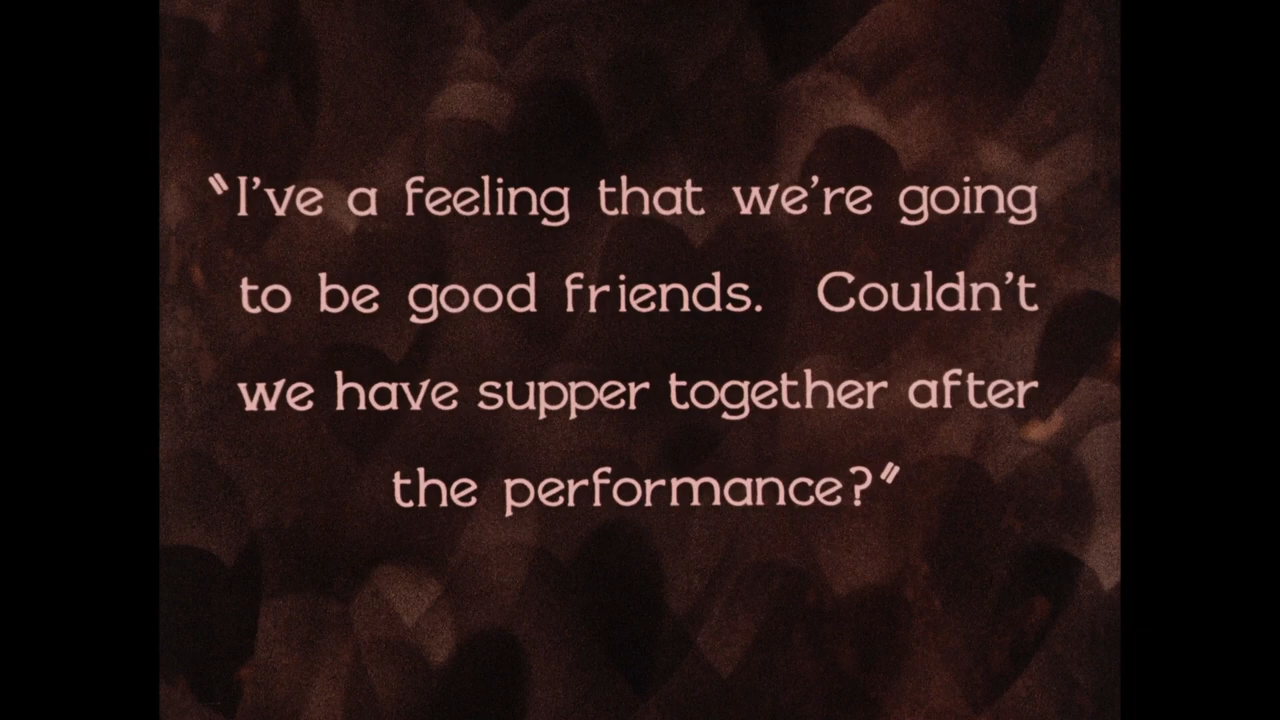 "I've a feeling that we're going
to be good friends. Couldn't
we have supper together after
the performance?"